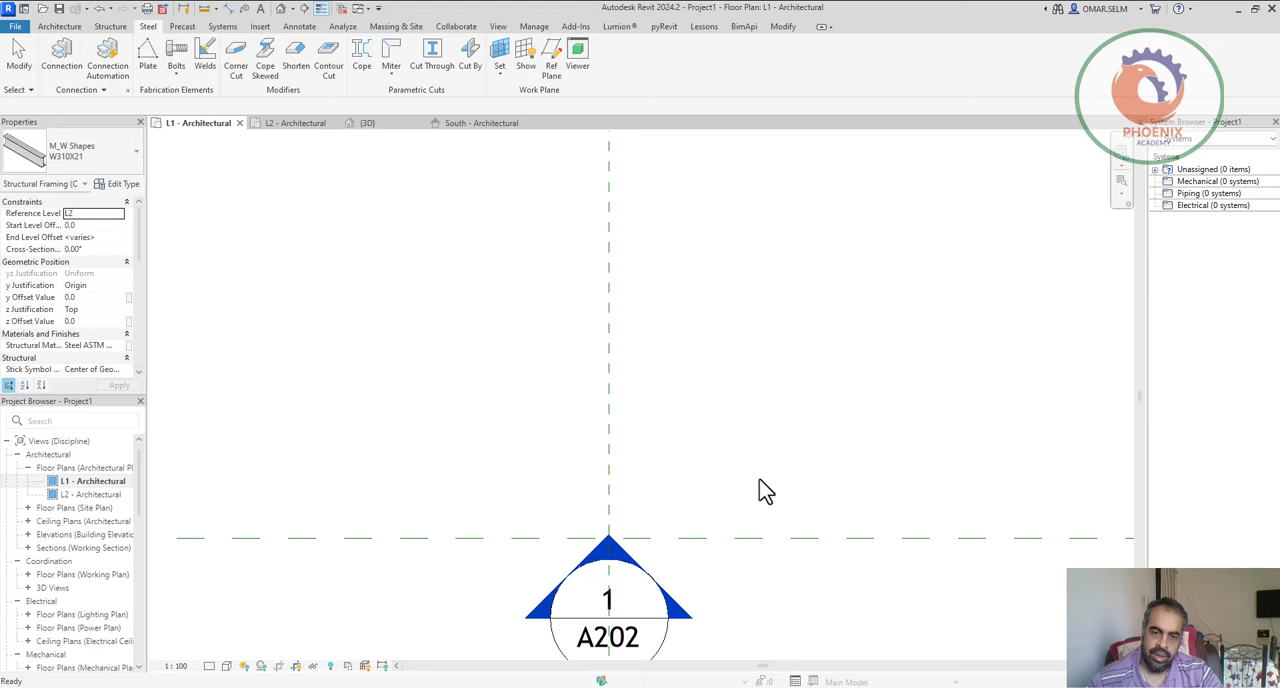 Autodesk Revit 2024.2 - Project1 - Floor Plan: L1 - Architectural
OMAR.SELM
File Architecture Structure Steel Precast Systems Insert Annotate Analyze Massing & Site Collaborate View Manage Add-Ins Lumion® pyRevit Lessons BimApi Modify
Modify Connection Connection Automation Plate Bolts Welds Corner Cut Cope Skewed Shorten Contour Cut Cope Miter Cut Through Cut By Set Show Ref Plane Viewer
Select Connection Fabrication Elements Modifiers Parametric Cuts Work Plane
PHOENIX
ACADEMY
L1 - Architectural L2 - Architectural (3D) South - Architectural
Properties
M_W Shapes
W310X21
Structural Framing (C Edit Type
Constraints
Reference Level L2
Start Level Off... 0.0
End Level Offset <varies>
Cross-Section... 0.00°
Geometric Position
yz Justification Uniform
y Justification Origin
y Offset Value 0.0
z Justification Top
z Offset Value 0.0
Materials and Finishes
Structural Mat... Steel ASTM ...
Structural
Stick Symbol ... Center of Geo...
Apply
Project Browser - Project1
Search
Views (Discipline)
Architectural
Floor Plans (Architectural Pl
L1 - Architectural
L2 - Architectural
Floor Plans (Site Plan)
Ceiling Plans (Architectural
Elevations (Building Elevatio
Sections (Working Section)
Coordination
Floor Plans (Working Plan)
3D Views
Electrical
Floor Plans (Lighting Plan)
Floor Plans (Power Plan)
Ceiling Plans (Electrical Ceil
Mechanical
Floor Plans (Mechanical Pla
1
A202
System Browser - Project1
Systems
Unassigned (0 items)
Mechanical (0 systems)
Piping (0 systems)
Electrical (0 systems)
1 : 100
Ready
:0
Main Model